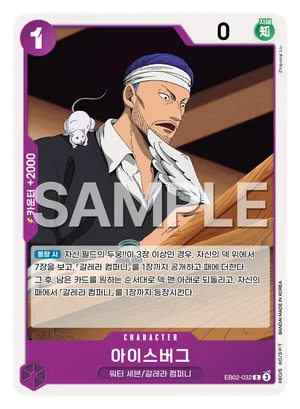 1
0
지혜
知
Zhiguang Liu
카운터 +2000
SAMPLE
등장 시 자신 필드의 두웅!!이 3장 이상인 경우, 자신의 덱 위에서
7장을 보고, 「갈레라 컴퍼니」를 1장까지 공개하고 패에 더한다.
그 후, 남은 카드를 원하는 순서대로 덱 맨 아래로 되돌리고, 자신의
패에서 「갈레라 컴퍼니」를 1장까지 등장시킨다.
CHARACTER
아이스버그
워터 세븐/갈레라 컴퍼니
EB02-032
BANDAI MADE IN KOREA